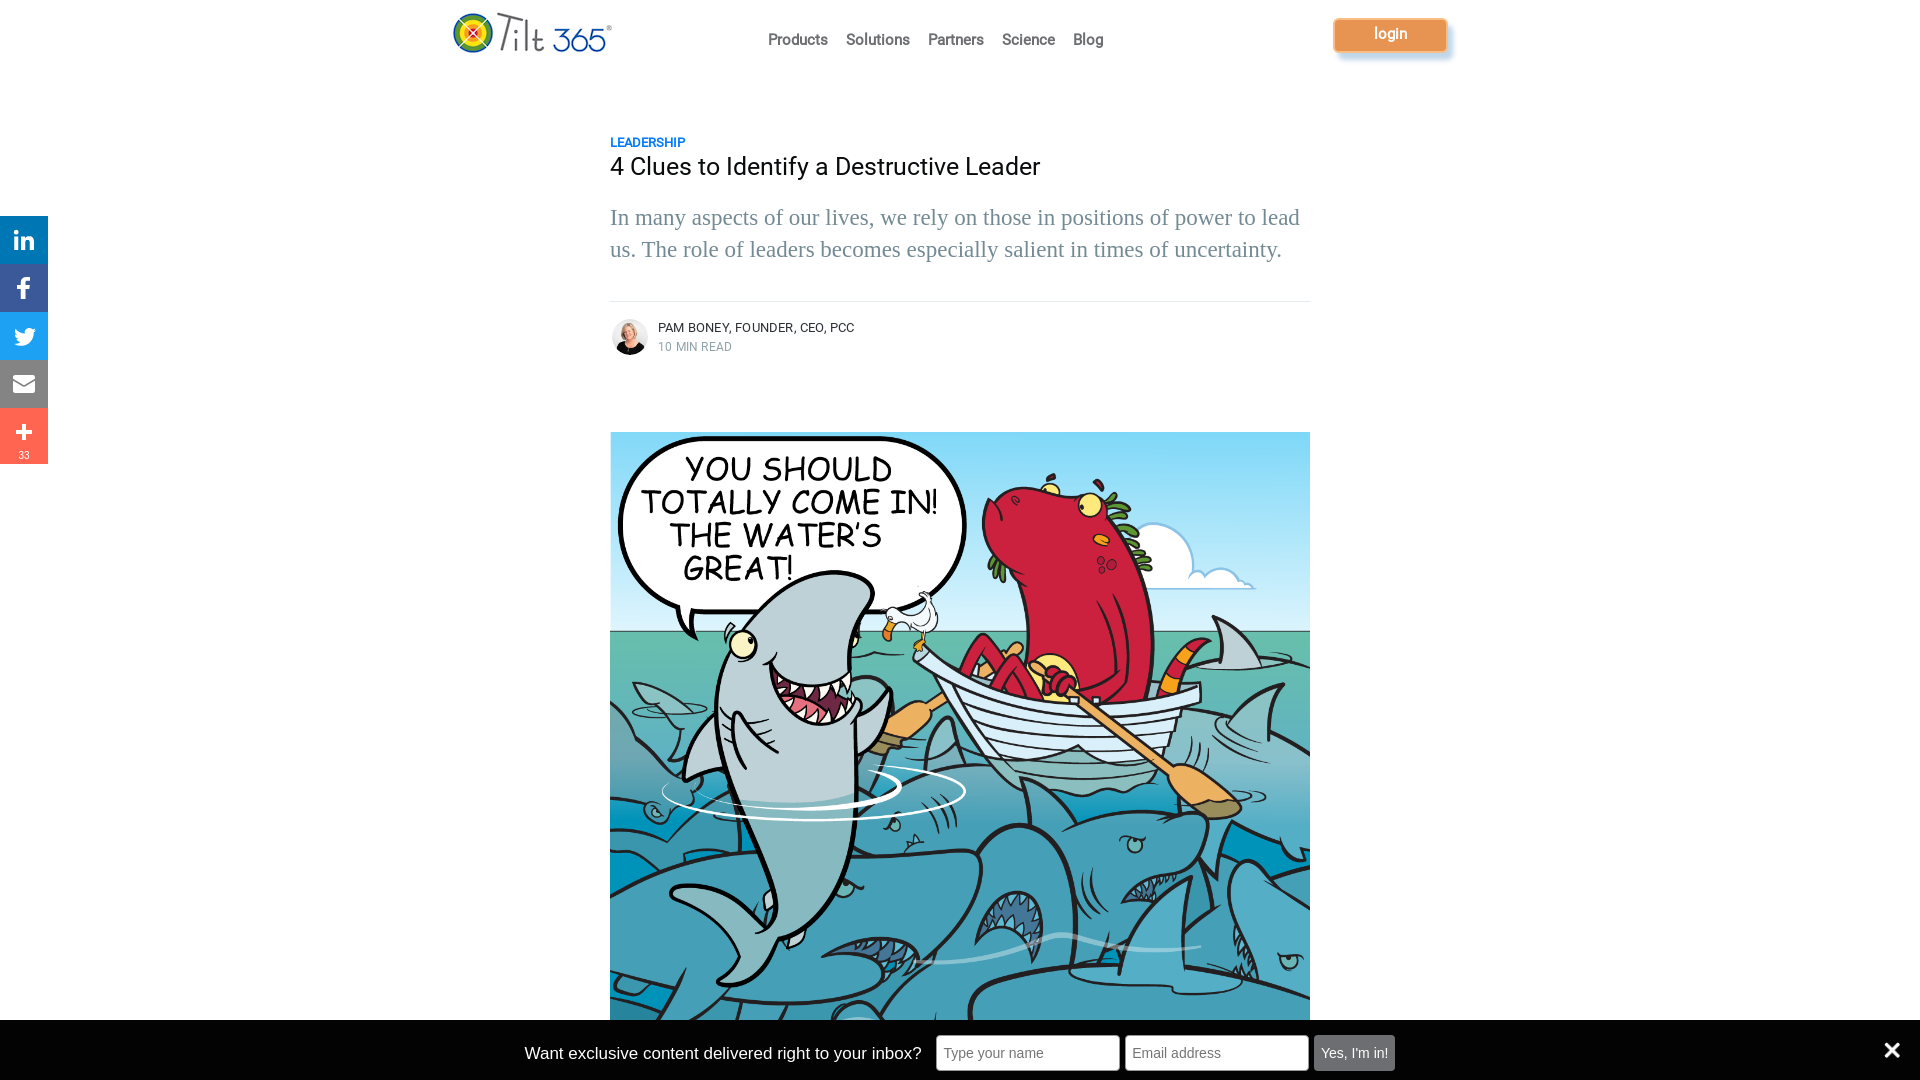 Tilt 365®
Products
Solutions
Partners
Science
Blog
login
LEADERSHIP
4 Clues to Identify a Destructive Leader
In many aspects of our lives, we rely on those in positions of power to lead
us. The role of leaders becomes especially salient in times of uncertainty.
PAM BONEY, FOUNDER, CEO, PCC
10 MIN READ
33
YOU SHOULD
TOTALLY COME IN!
THE WATER'S
GREAT!
Want exclusive content delivered right to your inbox?
Type your name
Email address
Yes, I'm in!